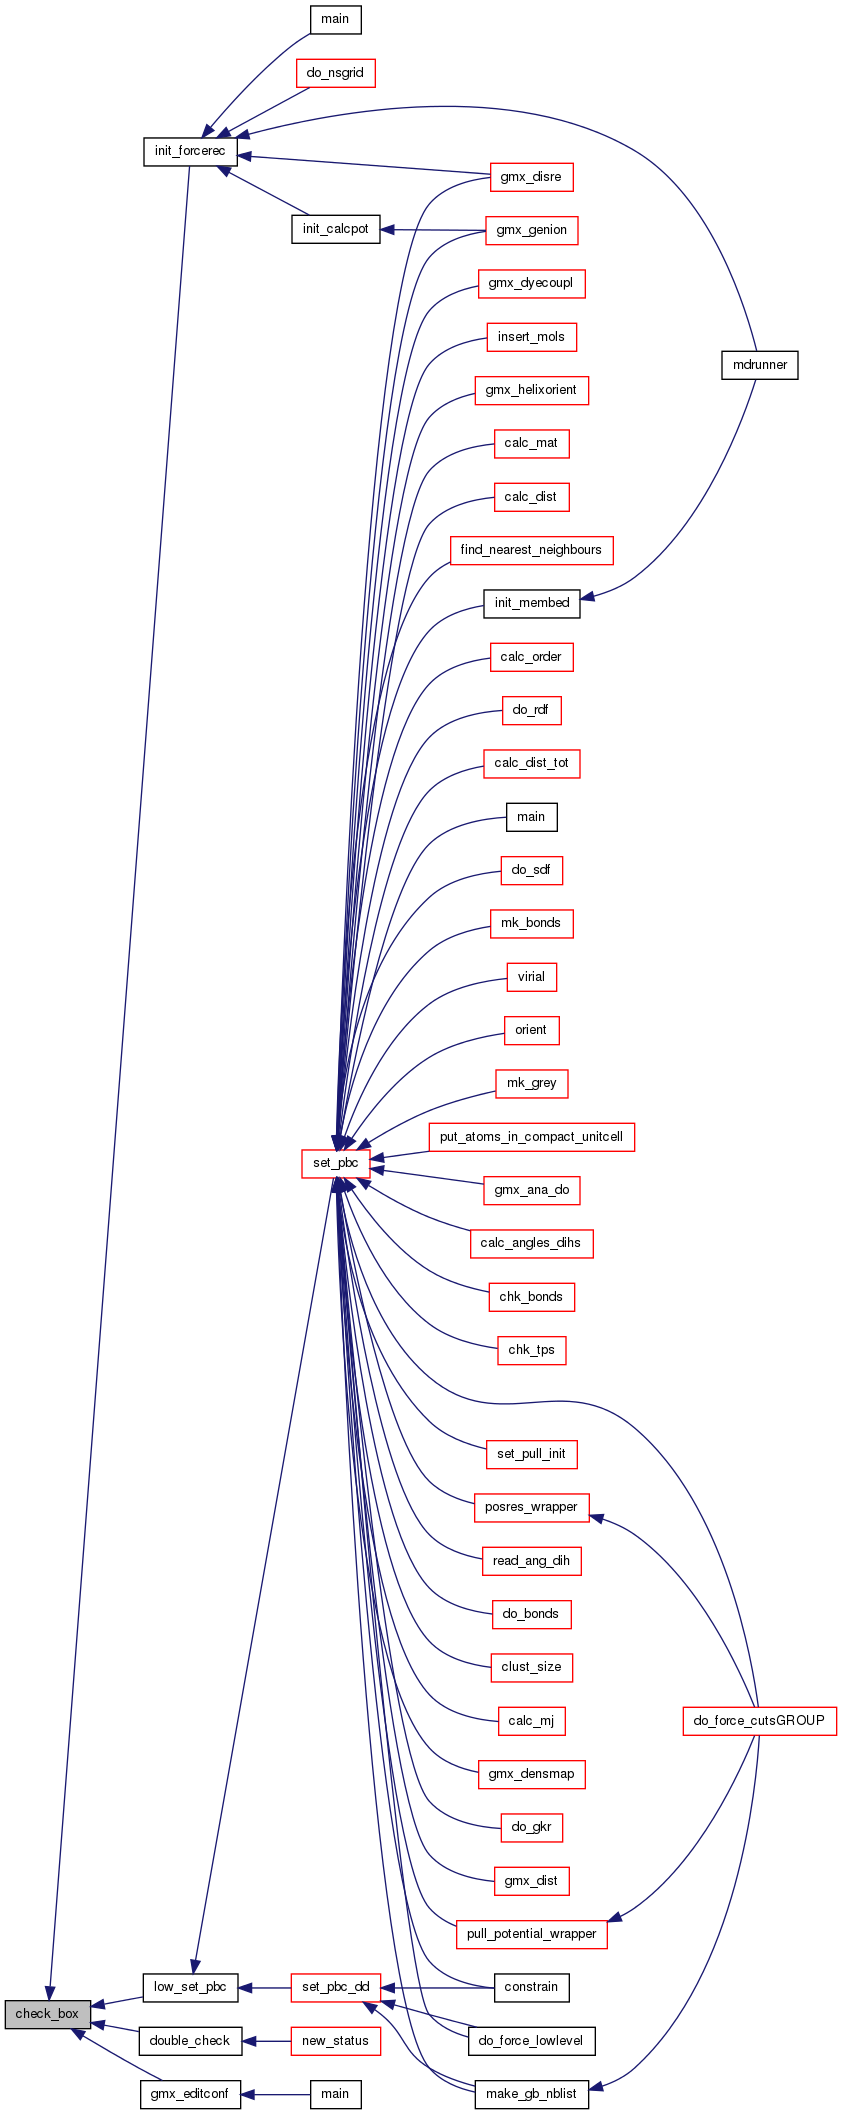 main
do_nsgrid
init_forcerec
gmx_disre
init_calcpot
gmx_genion
gmx_dyecoupl
insert_mols
mdrunner
gmx_helixorient
calc_mat
calc_dist
find_nearest_neighbours
init_membed
calc_order
do_rdf
calc_dist_tot
main
do_sdf
mk_bonds
virial
orient
mk_grey
put_atoms_in_compact_unitcell
set_pbc
gmx_ana_do
calc_angles_dihs
chk_bonds
chk_tps
set_pull_init
posres_wrapper
read_ang_dih
do_bonds
clust_size
calc_mj
do_force_cutsGROUP
gmx_densmap
do_gkr
gmx_dist
pull_potential_wrapper
low_set_pbc
set_pbc_dd
constrain
check_box
double_check
new_status
do_force_lowlevel
gmx_editconf
main
make_gb_nblist